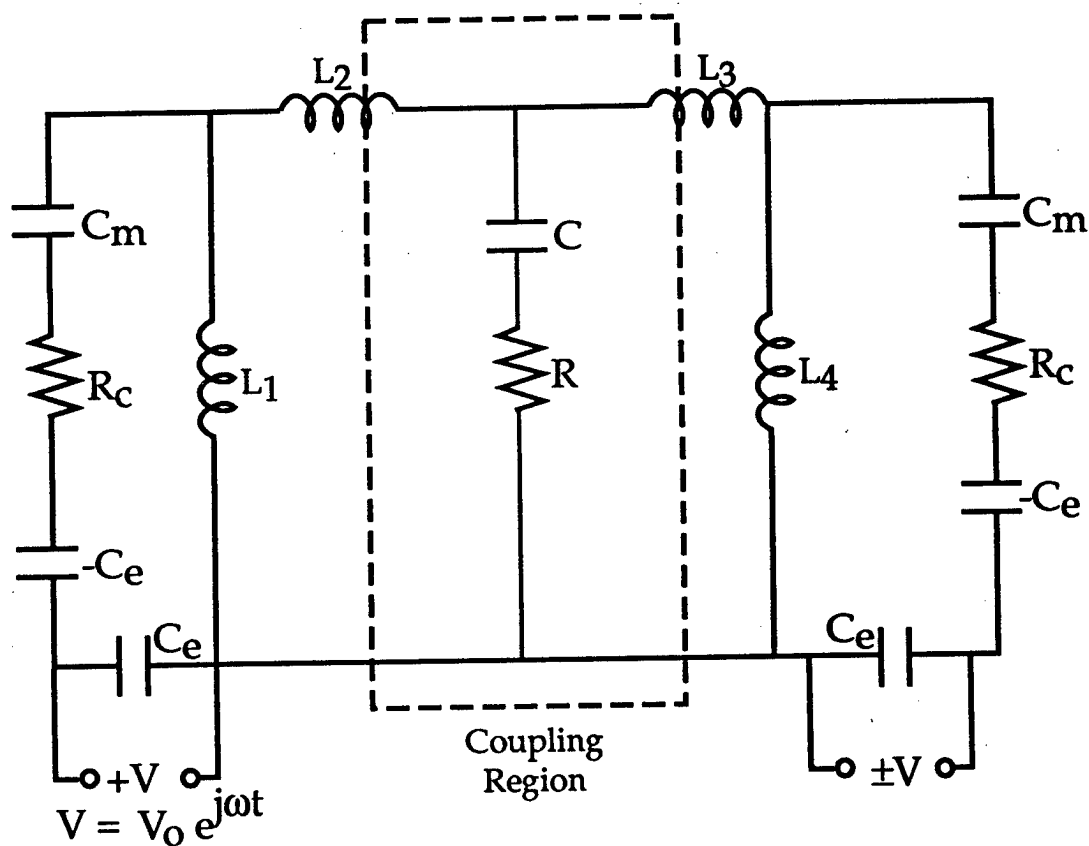 L2
L3
Cm
C
Cm
Rc
L1
R
L4
Rc
-Ce
-Ce
Ce
Ce
Coupling
Region
+V
±V
V = Vo e^jωt